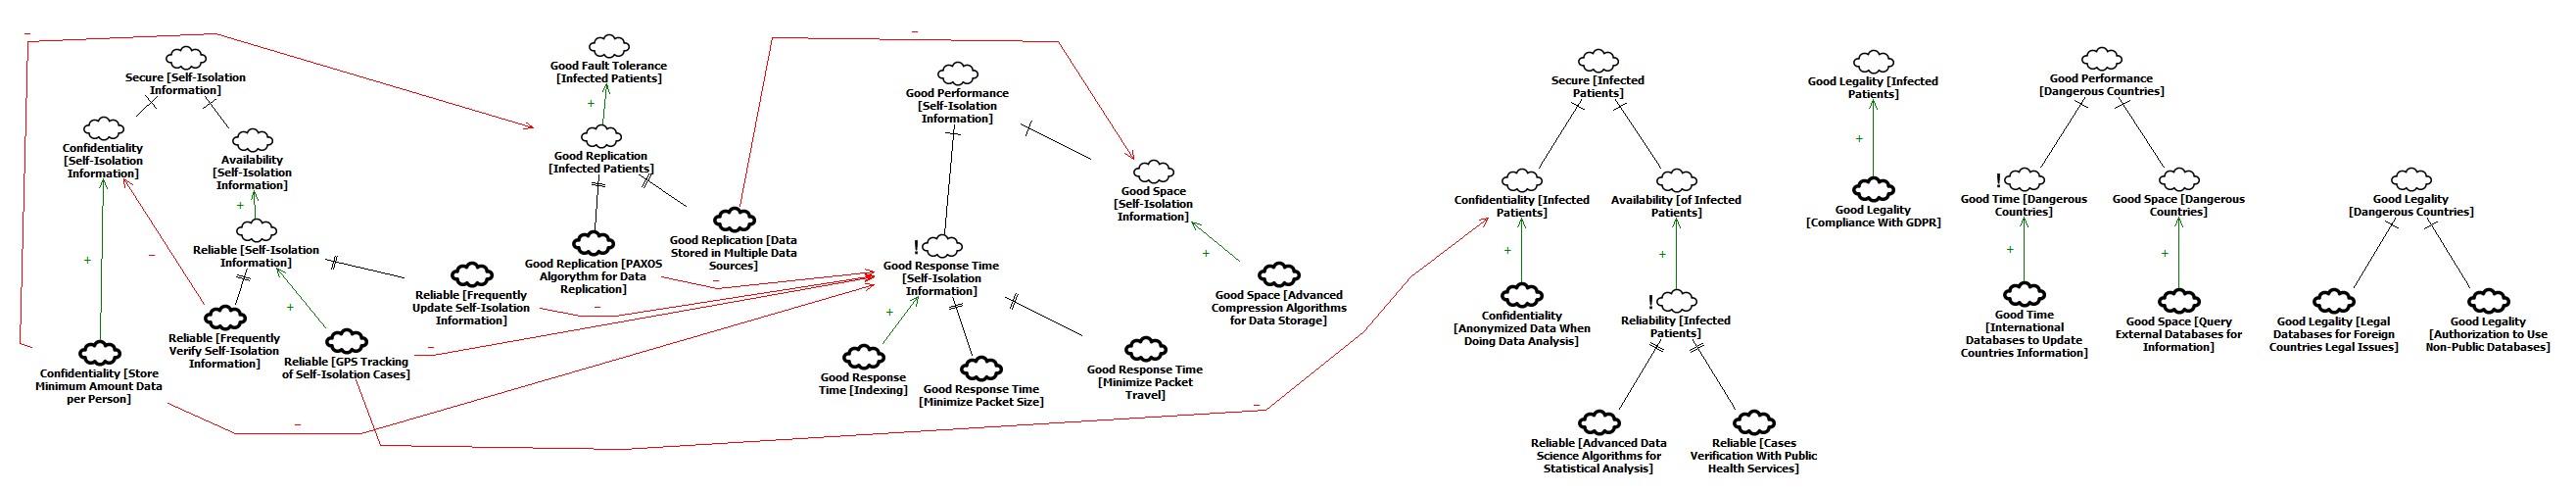 Secure [Self-Isolation
Information]
Confidentiality
[Self-Isolation
Information]
Availability
[Self-Isolation
Information]
Reliable [Self-Isolation
Information]
Confidentiality [Store
Minimum Amount Data
per Person]
Reliable [Frequently
Verify Self-Isolation
Information]
Reliable [GPS Tracking
of Self-Isolation Cases]
Reliable [Frequently
Update Self-Isolation
Information]
Good Fault Tolerance
[Infected Patients]
Good Replication
[Infected Patients]
Good Replication [PAXOS
Algorythm for Data
Replication]
Good Replication [Data
Stored in Multiple Data
Sources]
Good Performance
[Self-Isolation
Information]
Good Space
[Self-Isolation
Information]
!
Good Response Time
[Self-Isolation
Information]
Good Space [Advanced
Compression Algorithms
for Data Storage]
Good Response
Time [Indexing]
Good Response Time
[Minimize Packet Size]
Good Response Time
[Minimize Packet
Travel]
Secure [Infected
Patients]
Confidentiality [Infected
Patients]
Availability [of Infected
Patients]
Confidentiality
[Anonymized Data When
Doing Data Analysis]
!
Reliability [Infected
Patients]
Reliable [Advanced Data
Science Algorithms for
Statistical Analysis]
Reliable [Cases
Verification With Public
Health Services]
Good Legality [Infected
Patients]
Good Legality
[Compliance With GDPR]
Good Performance
[Dangerous Countries]
!
Good Time [Dangerous
Countries]
Good Space [Dangerous
Countries]
Good Time
[International
Databases to Update
Countries Information]
Good Space [Query
External Databases for
Information]
Good Legality
[Dangerous Countries]
Good Legality [Legal
Databases for Foreign
Countries Legal Issues]
Good Legality
[Authorization to Use
Non-Public Databases]